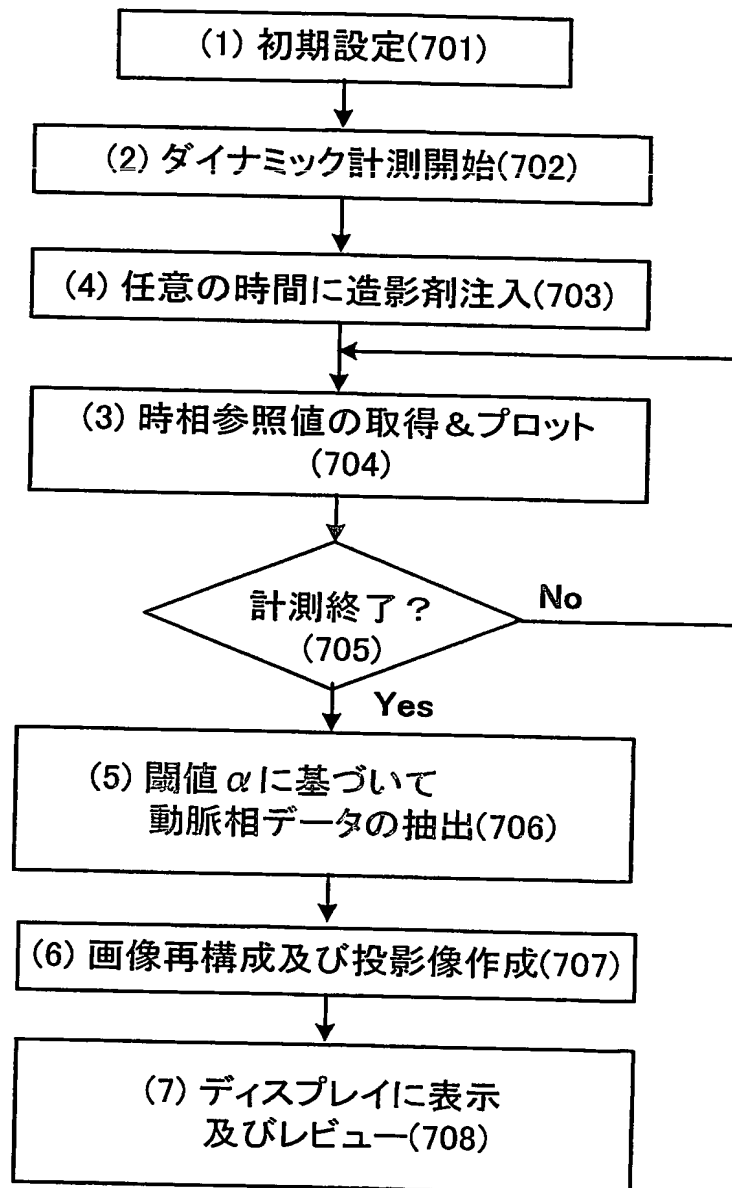 (1) 初期設定(701)
(2) ダイナミック計測開始(702)
(4) 任意の時間に造影剤注入(703)
(3) 時相参照値の取得&プロット
(704)
計測終了?
(705)
No
Yes
(5) 閾値αに基づいて
動脈相データの抽出(706)
(6) 画像再構成及び投影像作成(707)
(7) ディスプレイに表示
及びレビュー(708)